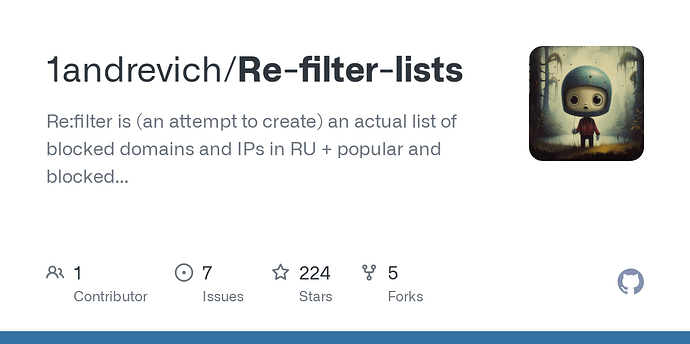 1andrevich/Re-filter-lists
Re:filter is (an attempt to create) an actual list of
blocked domains and IPs in RU + popular and
blocked...
1 7 224 5
Contributor Issues Stars Forks